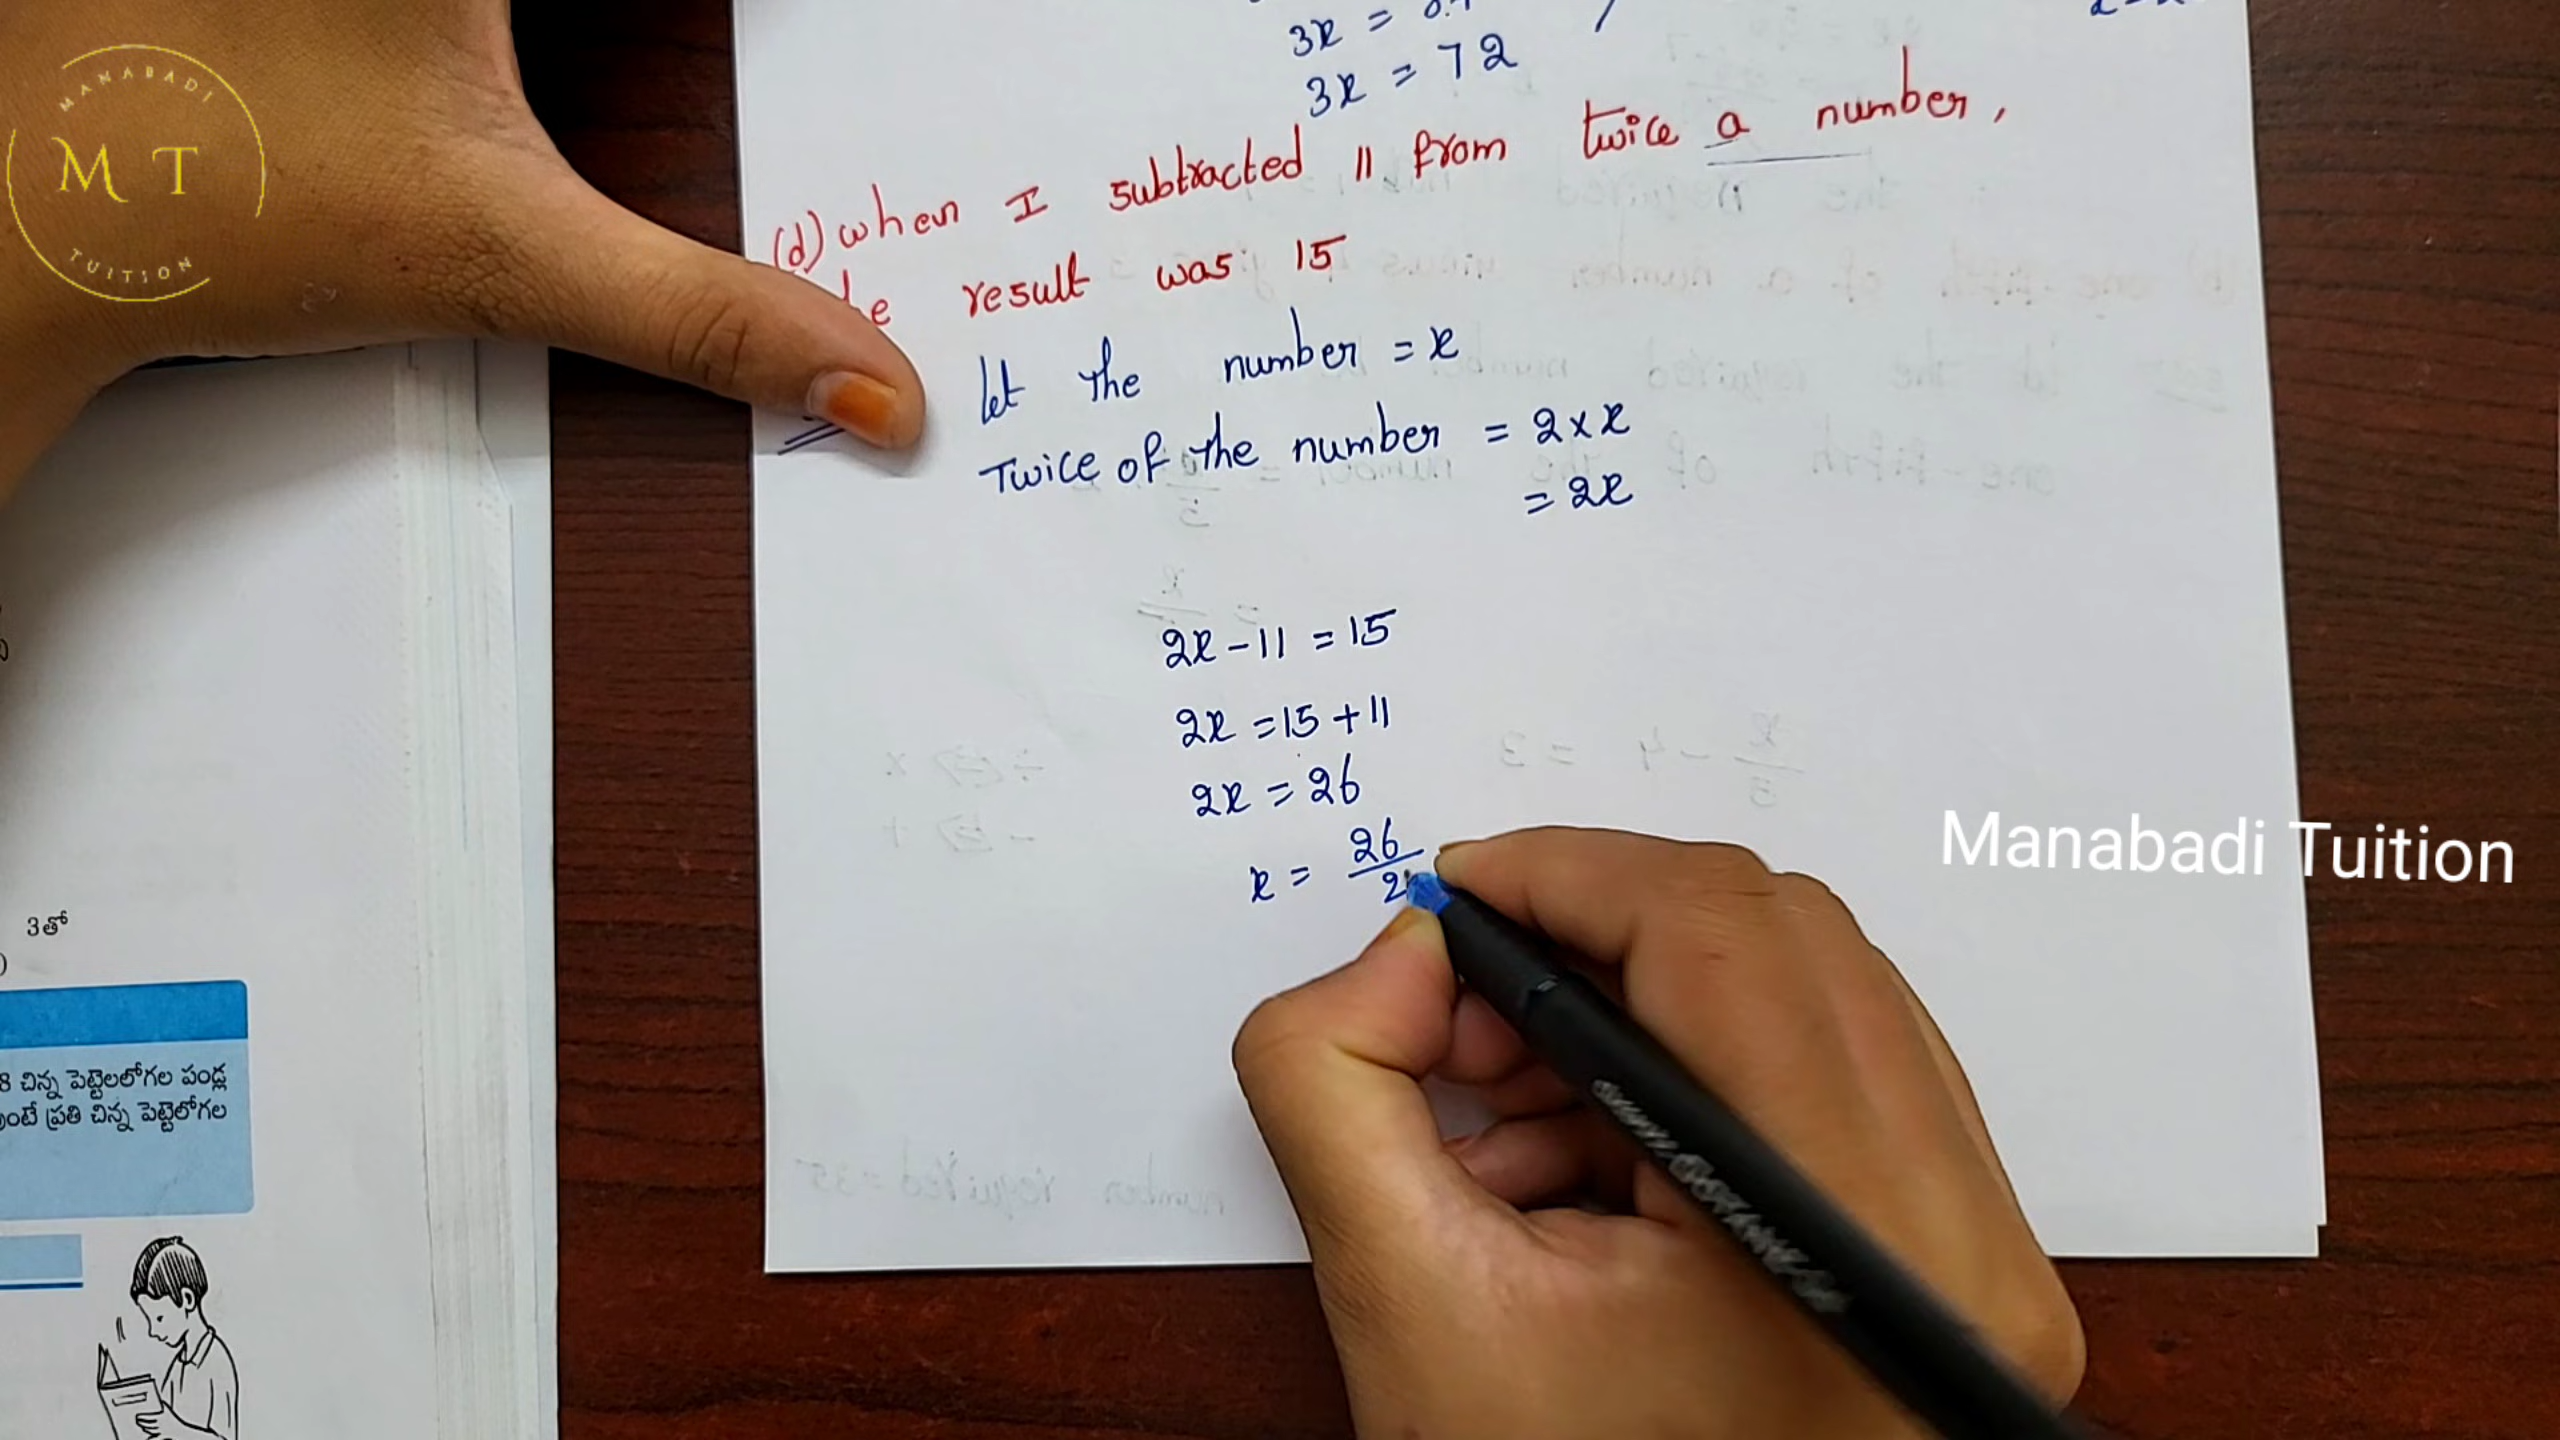 MANABADI
M T
TUITION
3x =
3x = 72
(d) when I subtracted 11 from twice a number,
result was 15
let the number = x
Twice of the number = 2 × x
= 2x
2x - 11 = 15
2x = 15 + 11
2x = 26
x = 26/2
Manabadi Tuition
3తో
8 చిన్న పెట్టెలలోగల పండ్ల
ప్రతి చిన్న పెట్టెలోగల